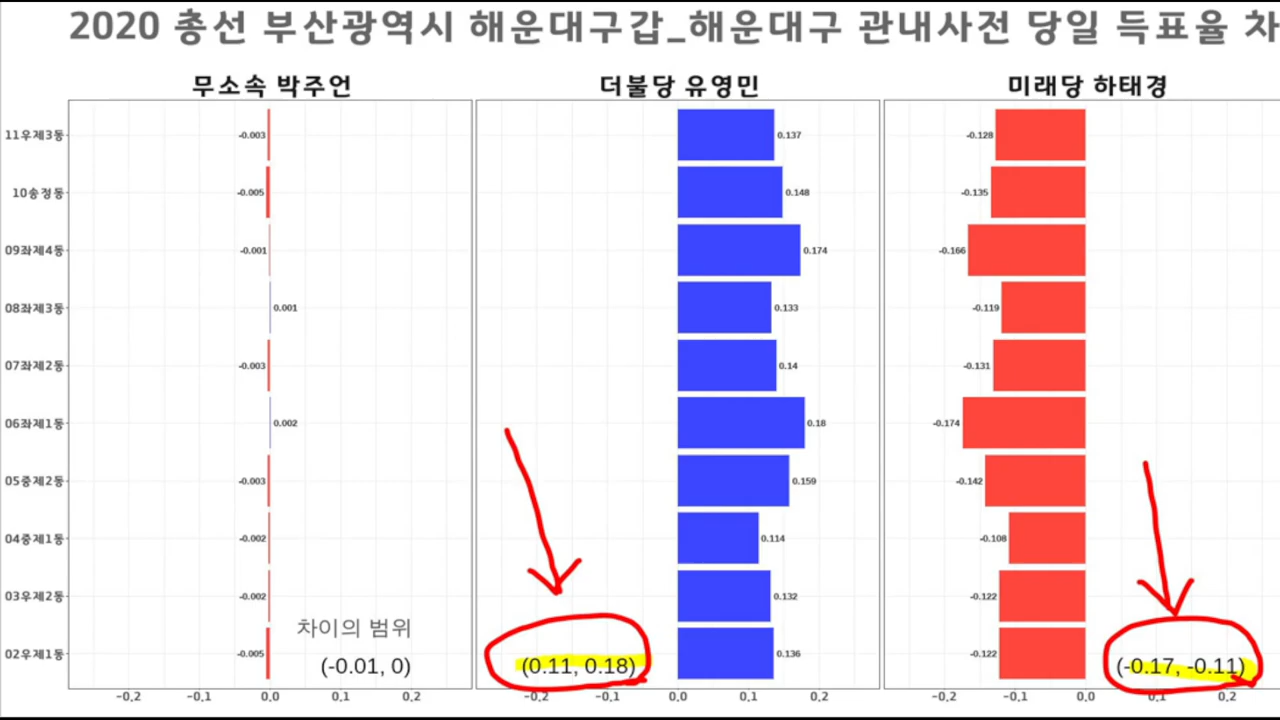 2020 총선 부산광역시 해운대구갑_해운대구 관내사전 당일 득표율 차
무소속 박주언 더불당 유영민 미래당 하태경
11우제3동 -0.003 0.137 -0.128
10송정동 -0.005 0.148 -0.135
09좌제4동 -0.001 0.174 -0.166
08좌제3동 0.001 0.133 -0.119
07좌제2동 -0.003 0.14 -0.131
06좌제1동 0.002 0.18 -0.174
05중제2동 -0.003 0.159 -0.142
04중제1동 -0.002 0.114 -0.108
03우제2동 -0.002 0.132 -0.122
차이의 범위
02우제1동 -0.005 0.136 -0.122
(-0.01, 0) (0.11, 0.18) (-0.17, -0.11)
-0.2 -0.1 0.0 0.1 0.2 -0.2 -0.1 0.0 0.1 0.2 -0.2 -0.1 0.0 0.1 0.2